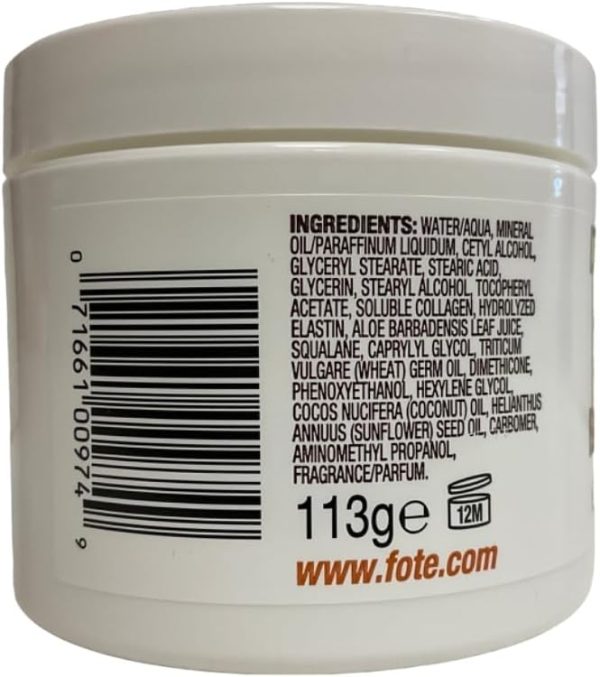 INGREDIENTS: WATER/AQUA, MINERAL
OIL/PARAFFINUM LIQUIDUM, CETYL ALCOHOL,
GLYCERYL STEARATE, STEARIC ACID,
GLYCERIN, STEARYL ALCOHOL, TOCOPHERYL
ACETATE, SOLUBLE COLLAGEN, HYDROLYZED
ELASTIN, ALOE BARBADENSIS LEAF JUICE,
SQUALANE, CAPRYLYL GLYCOL, TRITICUM
VULGARE (WHEAT) GERM OIL, DIMETHICONE,
PHENOXYETHANOL, HEXYLENE GLYCOL,
COCOS NUCIFERA (COCONUT) OIL, HELIANTHUS
ANNUUS (SUNFLOWER) SEED OIL, CARBOMER,
AMINOMETHYL PROPANOL,
FRAGRANCE/PARFUM.
113g℮ 12M
www.fote.com
0 71661 00974 9